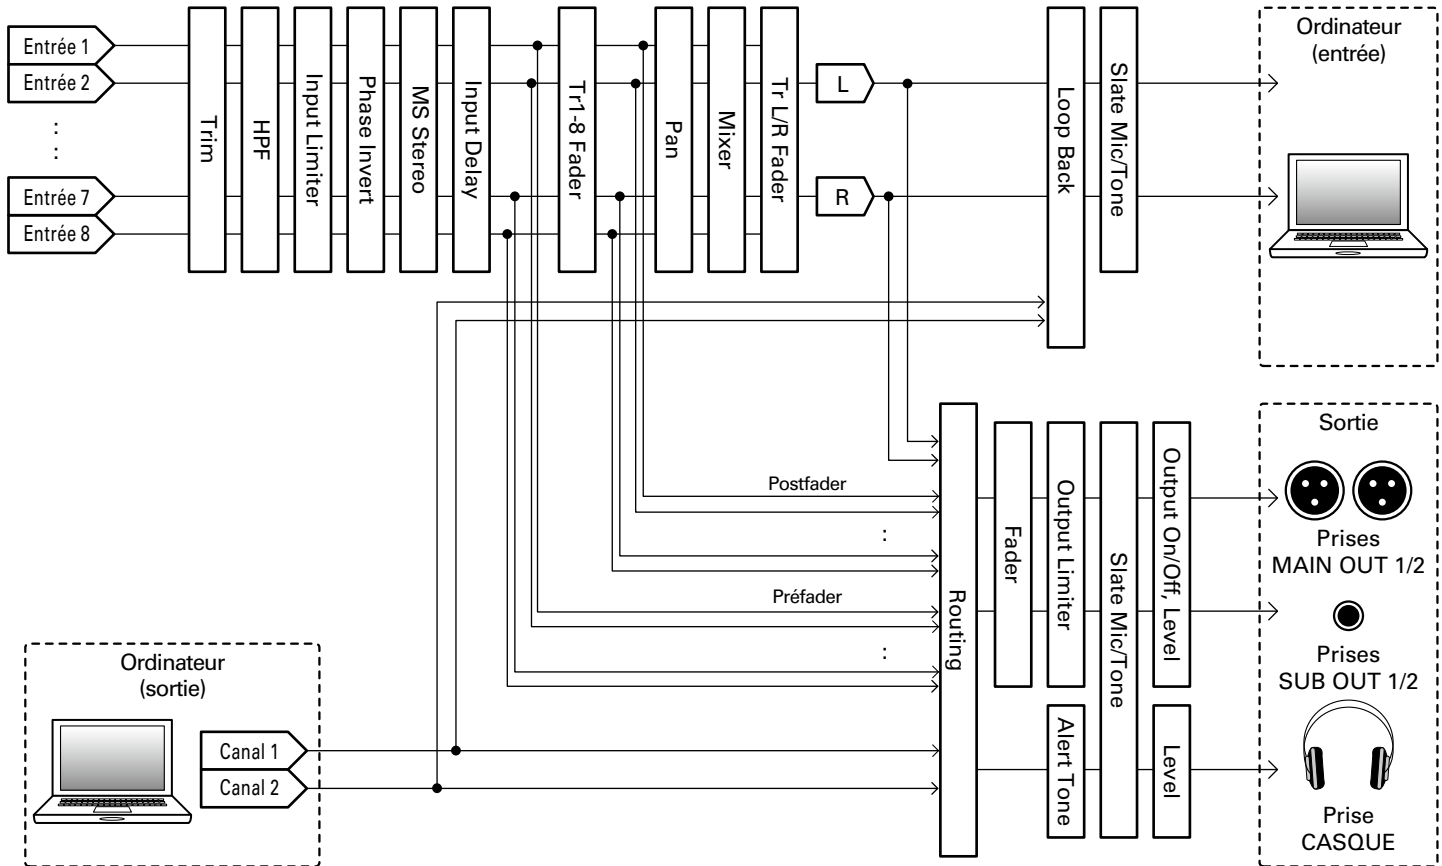 Entrée 1
Entrée 2
:
:
Entrée 7
Entrée 8
Trim
HPF
Input Limiter
Phase Invert
MS Stereo
Input Delay
Tr1-8 Fader
Pan
Mixer
Tr L/R Fader
L
R
Loop Back
Slate Mic/Tone
Ordinateur
(entrée)
Postfader
:
Préfader
:
Routing
Fader
Output Limiter
Alert Tone
Slate Mic/Tone
Output On/Off, Level
Level
Sortie
Prises
MAIN OUT 1/2
Prises
SUB OUT 1/2
Prise
CASQUE
Ordinateur
(sortie)
Canal 1
Canal 2